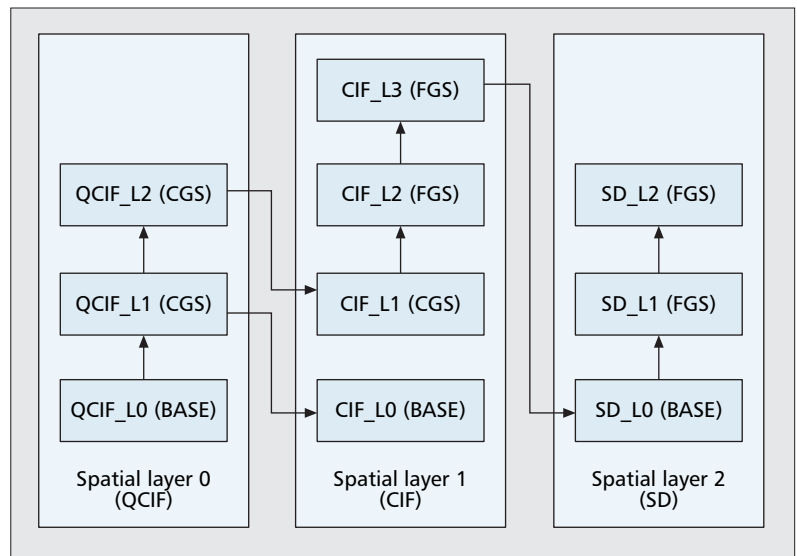 QCIF_L2 (CGS)
QCIF_L1 (CGS)
QCIF_L0 (BASE)
Spatial layer 0
(QCIF)
CIF_L3 (FGS)
CIF_L2 (FGS)
CIF_L1 (CGS)
CIF_L0 (BASE)
Spatial layer 1
(CIF)
SD_L2 (FGS)
SD_L1 (FGS)
SD_L0 (BASE)
Spatial layer 2
(SD)